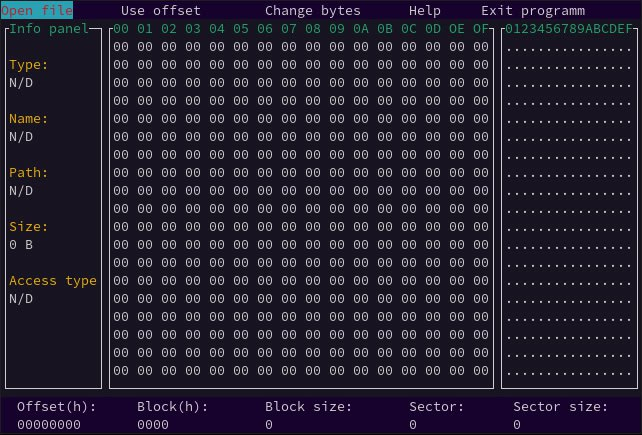 Open file Use offset Change bytes Help Exit programm
Info panel 00 01 02 03 04 05 06 07 08 09 0A 0B 0C 0D OE OF 0123456789ABCDEF
00 00 00 00 00 00 00 00 00 00 00 00 00 00 00 00 ................
Type: 00 00 00 00 00 00 00 00 00 00 00 00 00 00 00 00 ................
N/D 00 00 00 00 00 00 00 00 00 00 00 00 00 00 00 00 ................
00 00 00 00 00 00 00 00 00 00 00 00 00 00 00 00 ................
Name: 00 00 00 00 00 00 00 00 00 00 00 00 00 00 00 00 ................
N/D 00 00 00 00 00 00 00 00 00 00 00 00 00 00 00 00 ................
00 00 00 00 00 00 00 00 00 00 00 00 00 00 00 00 ................
Path: 00 00 00 00 00 00 00 00 00 00 00 00 00 00 00 00 ................
N/D 00 00 00 00 00 00 00 00 00 00 00 00 00 00 00 00 ................
00 00 00 00 00 00 00 00 00 00 00 00 00 00 00 00 ................
Size: 00 00 00 00 00 00 00 00 00 00 00 00 00 00 00 00 ................
0 B 00 00 00 00 00 00 00 00 00 00 00 00 00 00 00 00 ................
00 00 00 00 00 00 00 00 00 00 00 00 00 00 00 00 ................
Access type 00 00 00 00 00 00 00 00 00 00 00 00 00 00 00 00 ................
N/D 00 00 00 00 00 00 00 00 00 00 00 00 00 00 00 00 ................
00 00 00 00 00 00 00 00 00 00 00 00 00 00 00 00 ................
00 00 00 00 00 00 00 00 00 00 00 00 00 00 00 00 ................
00 00 00 00 00 00 00 00 00 00 00 00 00 00 00 00 ................
00 00 00 00 00 00 00 00 00 00 00 00 00 00 00 00 ................
Offset(h): Block(h): Block size: Sector: Sector size:
00000000 0000 0 0 0